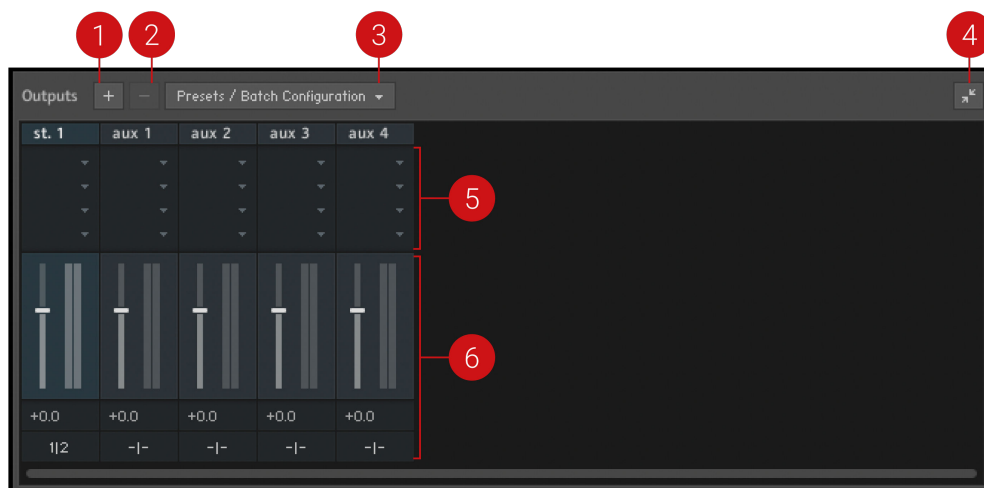 1 2 3 4
Outputs + – Presets / Batch Configuration
st. 1 aux 1 aux 2 aux 3 aux 4
5
6
+0.0 +0.0 +0.0 +0.0 +0.0
1|2 -|- -|- -|- -|-